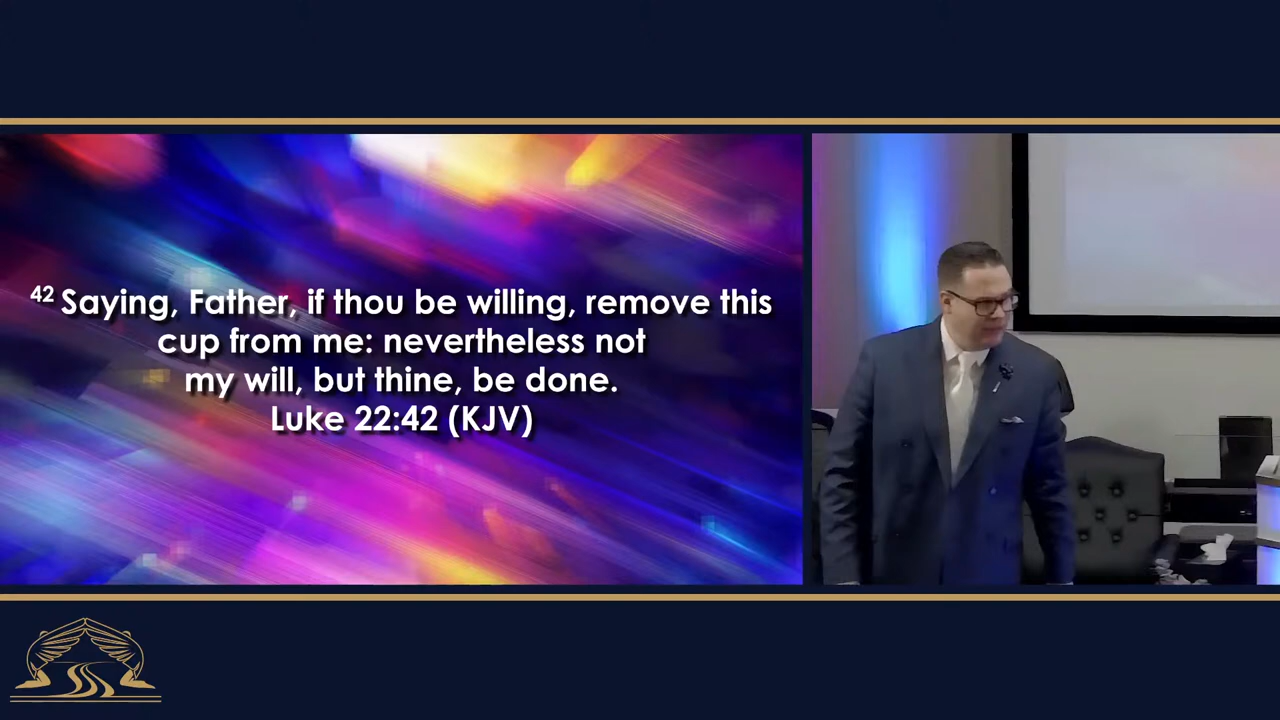 42 Saying, Father, if thou be willing, remove this
cup from me: nevertheless not
my will, but thine, be done.
Luke 22:42 (KJV)